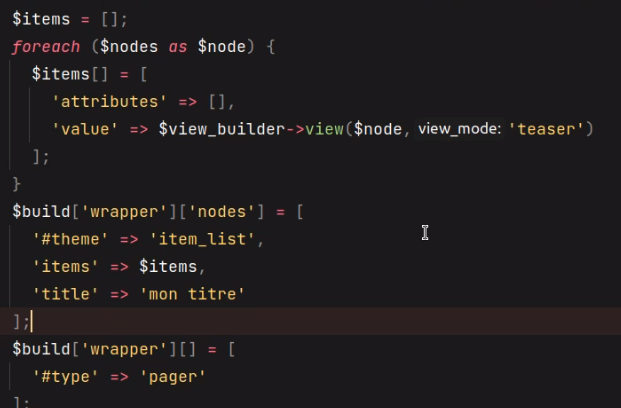 $items = [];
foreach ($nodes as $node) {
  $items[] = [
    'attributes' => [],
    'value' => $view_builder->view($node, view_mode: 'teaser')
  ];
}
$build['wrapper']['nodes'] = [
  '#theme' => 'item_list',
  'items' => $items,
  'title' => 'mon titre'
];
$build['wrapper'][] = [
  '#type' => 'pager'
];